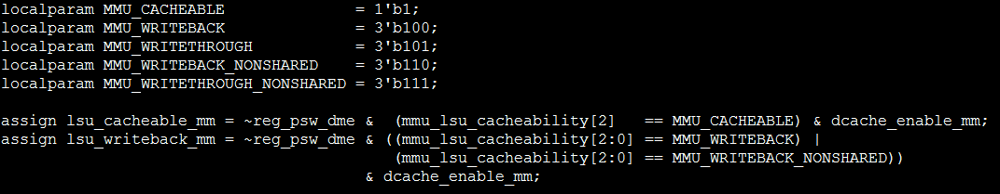 localparam MMU_CACHEABLE              = 1'b1;
localparam MMU_WRITEBACK              = 3'b100;
localparam MMU_WRITETHROUGH           = 3'b101;
localparam MMU_WRITEBACK_NONSHARED    = 3'b110;
localparam MMU_WRITETHROUGH_NONSHARED = 3'b111;
assign lsu_cacheable_mm = ~reg_psw_dme &  (mmu_lsu_cacheability[2]   == MMU_CACHEABLE) & dcache_enable_mm;
assign lsu_writeback_mm = ~reg_psw_dme & ((mmu_lsu_cacheability[2:0] == MMU_WRITEBACK) |
                                          (mmu_lsu_cacheability[2:0] == MMU_WRITEBACK_NONSHARED))
                                       & dcache_enable_mm;